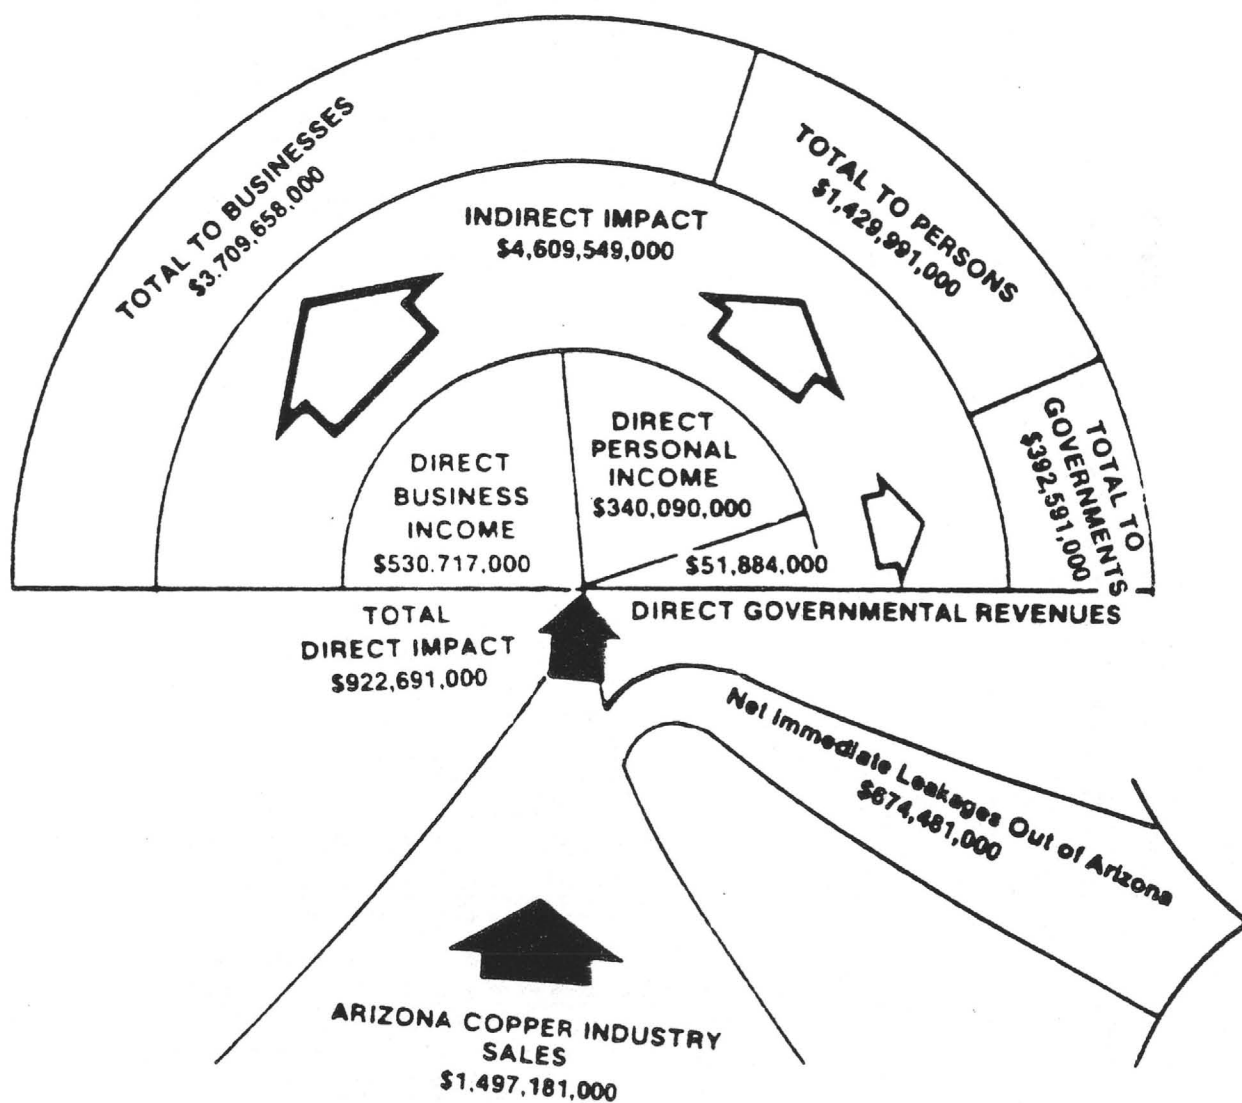 TOTAL TO BUSINESSES
$3.709,658,000
TOTAL TO PERSONS
$1,429,991,000
TOTAL TO
GOVERNMENTS
$392,591,000
INDIRECT IMPACT
$4,609,549,000
DIRECT
BUSINESS
INCOME
$530.717,000
DIRECT
PERSONAL
INCOME
$340,090,000
$51,884,000
DIRECT GOVERNMENTAL REVENUES
TOTAL
DIRECT IMPACT
$922,691,000
Net Immediate Leakages Out of Arizona
$674,481,000
ARIZONA COPPER INDUSTRY
SALES
$1,497,181,000